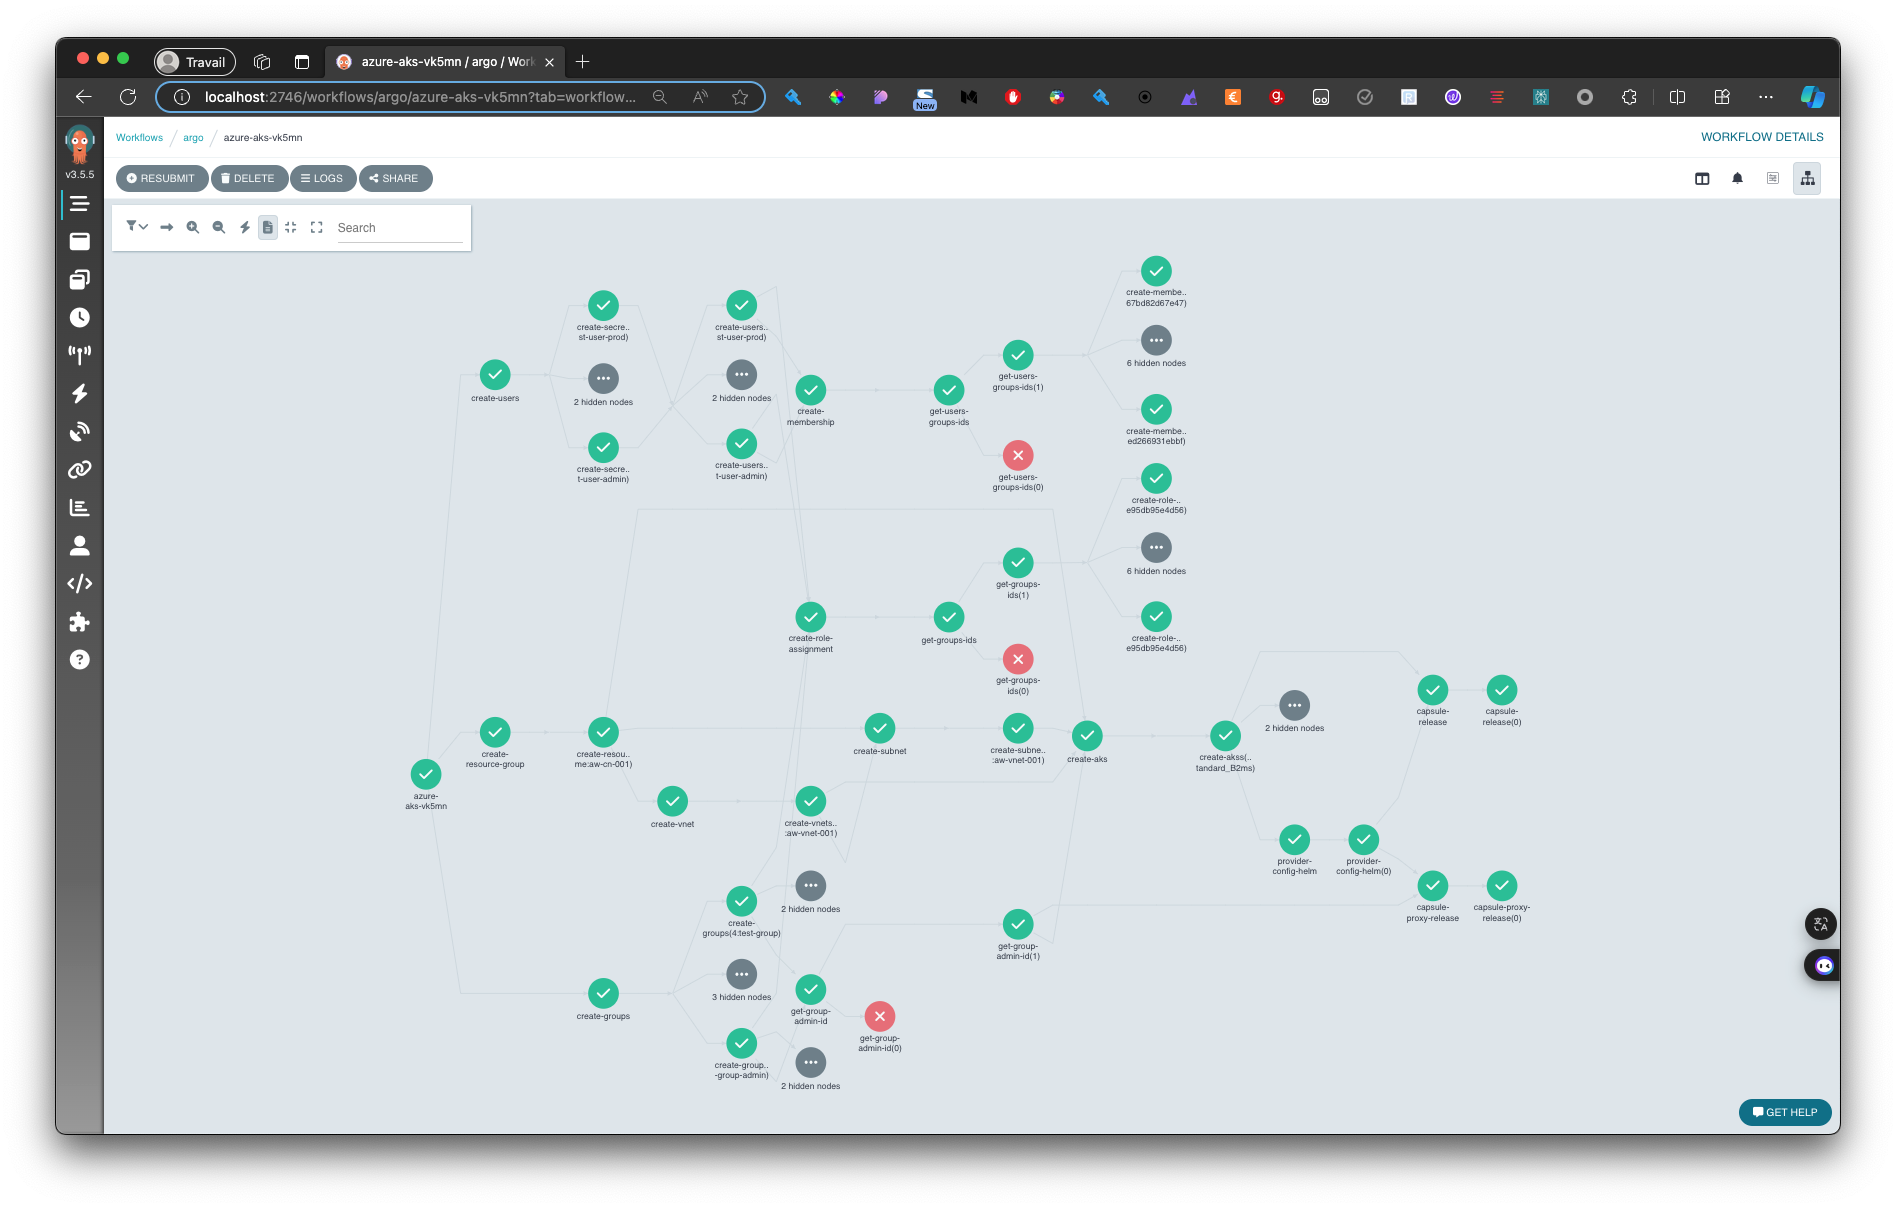 Travail
azure-aks-vk5mn / argo / Work
localhost:2746/workflows/argo/azure-aks-vk5mn?tab=workflow...
A
New
€
g.
R
v3.5.5
Workflows / argo / azure-aks-vk5mn
WORKFLOW DETAILS
RESUBMIT
DELETE
LOGS
SHARE
Search
create-membe..
67bd82d67e47)
create-secre..
st-user-prod)
create-users..
st-user-prod)
6 hidden nodes
create-users
2 hidden nodes
2 hidden nodes
get-users-
groups-ids(1)
create-
membership
get-users-
groups-ids
create-membe..
ed266931ebbf)
create-secre..
t-user-admin)
create-users..
t-user-admin)
get-users-
groups-ids(0)
create-role-..
e95db95e4d56)
6 hidden nodes
get-groups-
ids(1)
create-role-
assignment
get-groups-ids
create-role-..
e95db95e4d56)
get-groups-
ids(0)
capsule-
release
capsule-
release(0)
2 hidden nodes
create-
resource-group
create-resou..
me:aw-cn-001)
create-subnet
create-subne..
:aw-vnet-001)
create-aks
create-akss(..
tandard_B2ms)
azure-
aks-vk5mn
create-vnet
create-vnets..
:aw-vnet-001)
provider-
config-helm
provider-
config-helm(0)
2 hidden nodes
capsule-
proxy-release
capsule-proxy-
release(0)
create-
groups(4:test-group)
get-group-
admin-id(1)
3 hidden nodes
create-groups
get-group-
admin-id
get-group-
admin-id(0)
create-group..
-group-admin)
2 hidden nodes
GET HELP